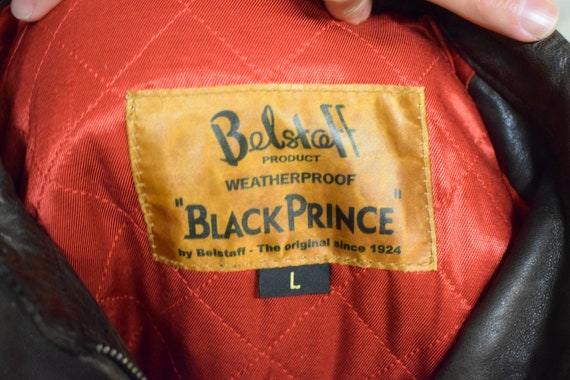 Belstaff
PRODUCT
WEATHERPROOF
"BLACK PRINCE"
by Belstaff - The original since 1924
L